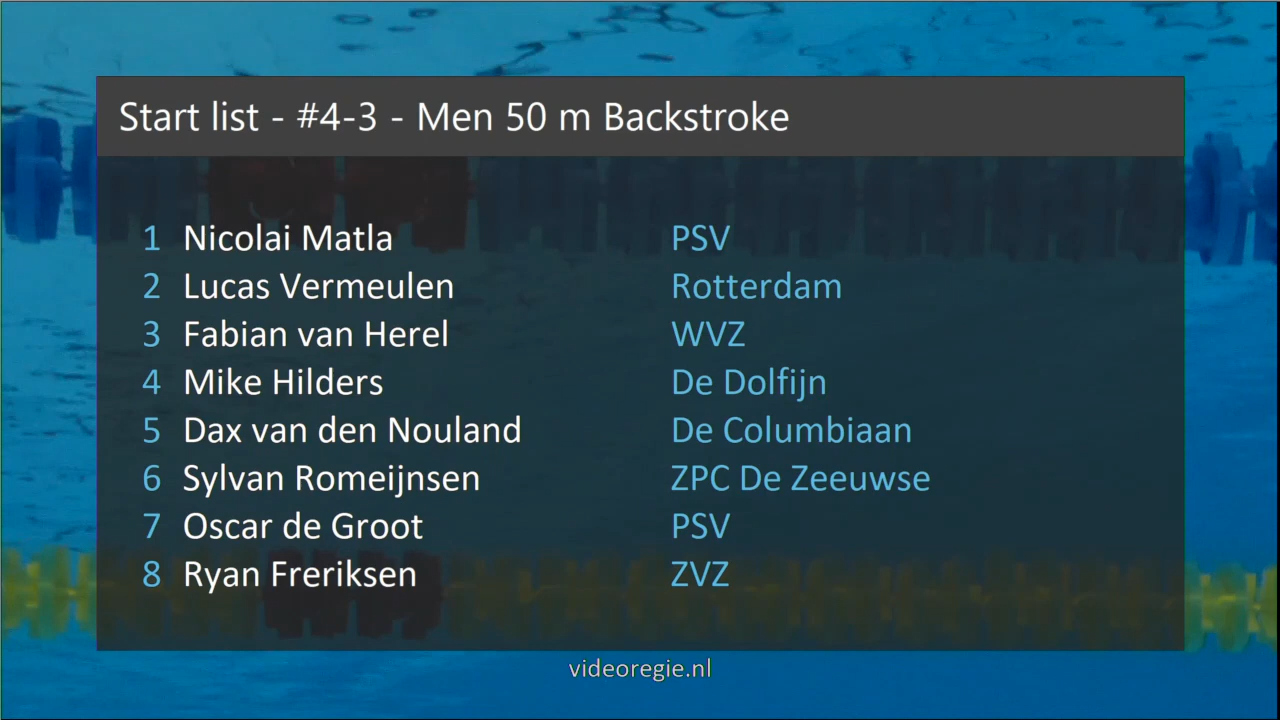 Start list - #4-3 - Men 50 m Backstroke
1 Nicolai Matla PSV
2 Lucas Vermeulen Rotterdam
3 Fabian van Herel WVZ
4 Mike Hilders De Dolfijn
5 Dax van den Nouland De Columbiaan
6 Sylvan Romeijnsen ZPC De Zeeuwse
7 Oscar de Groot PSV
8 Ryan Freriksen ZVZ
videoregie.nl